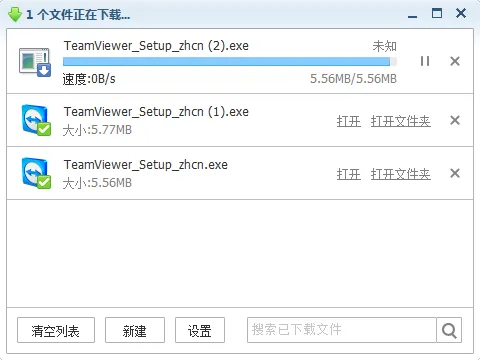 1 个文件正在下载...
TeamViewer_Setup_zhcn (2).exe 未知
速度:0B/s 5.56MB/5.56MB
TeamViewer_Setup_zhcn (1).exe
大小:5.77MB 打开 打开文件夹
TeamViewer_Setup_zhcn.exe
大小:5.56MB 打开 打开文件夹
清空列表 新建 设置 搜索已下载文件